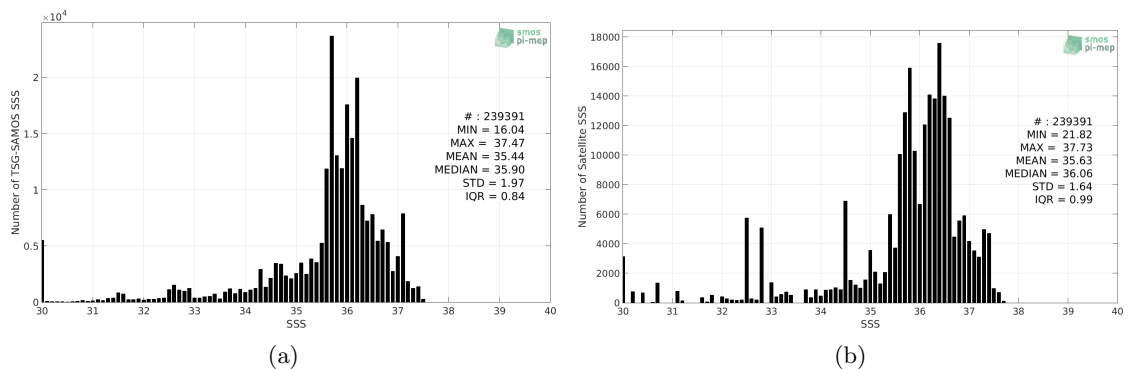 ×10⁴
smos
pi-mep
Number of TSG-SAMOS SSS
2
1.5
1
0.5
0
# : 239391
MIN = 16.04
MAX = 37.47
MEAN = 35.44
MEDIAN = 35.90
STD = 1.97
IQR = 0.84
30 31 32 33 34 35 36 37 38 39 40
SSS
(a)
smos
pi-mep
Number of Satellite SSS
18000
16000
14000
12000
10000
8000
6000
4000
2000
0
# : 239391
MIN = 21.82
MAX = 37.73
MEAN = 35.63
MEDIAN = 36.06
STD = 1.64
IQR = 0.99
30 31 32 33 34 35 36 37 38 39 40
SSS
(b)